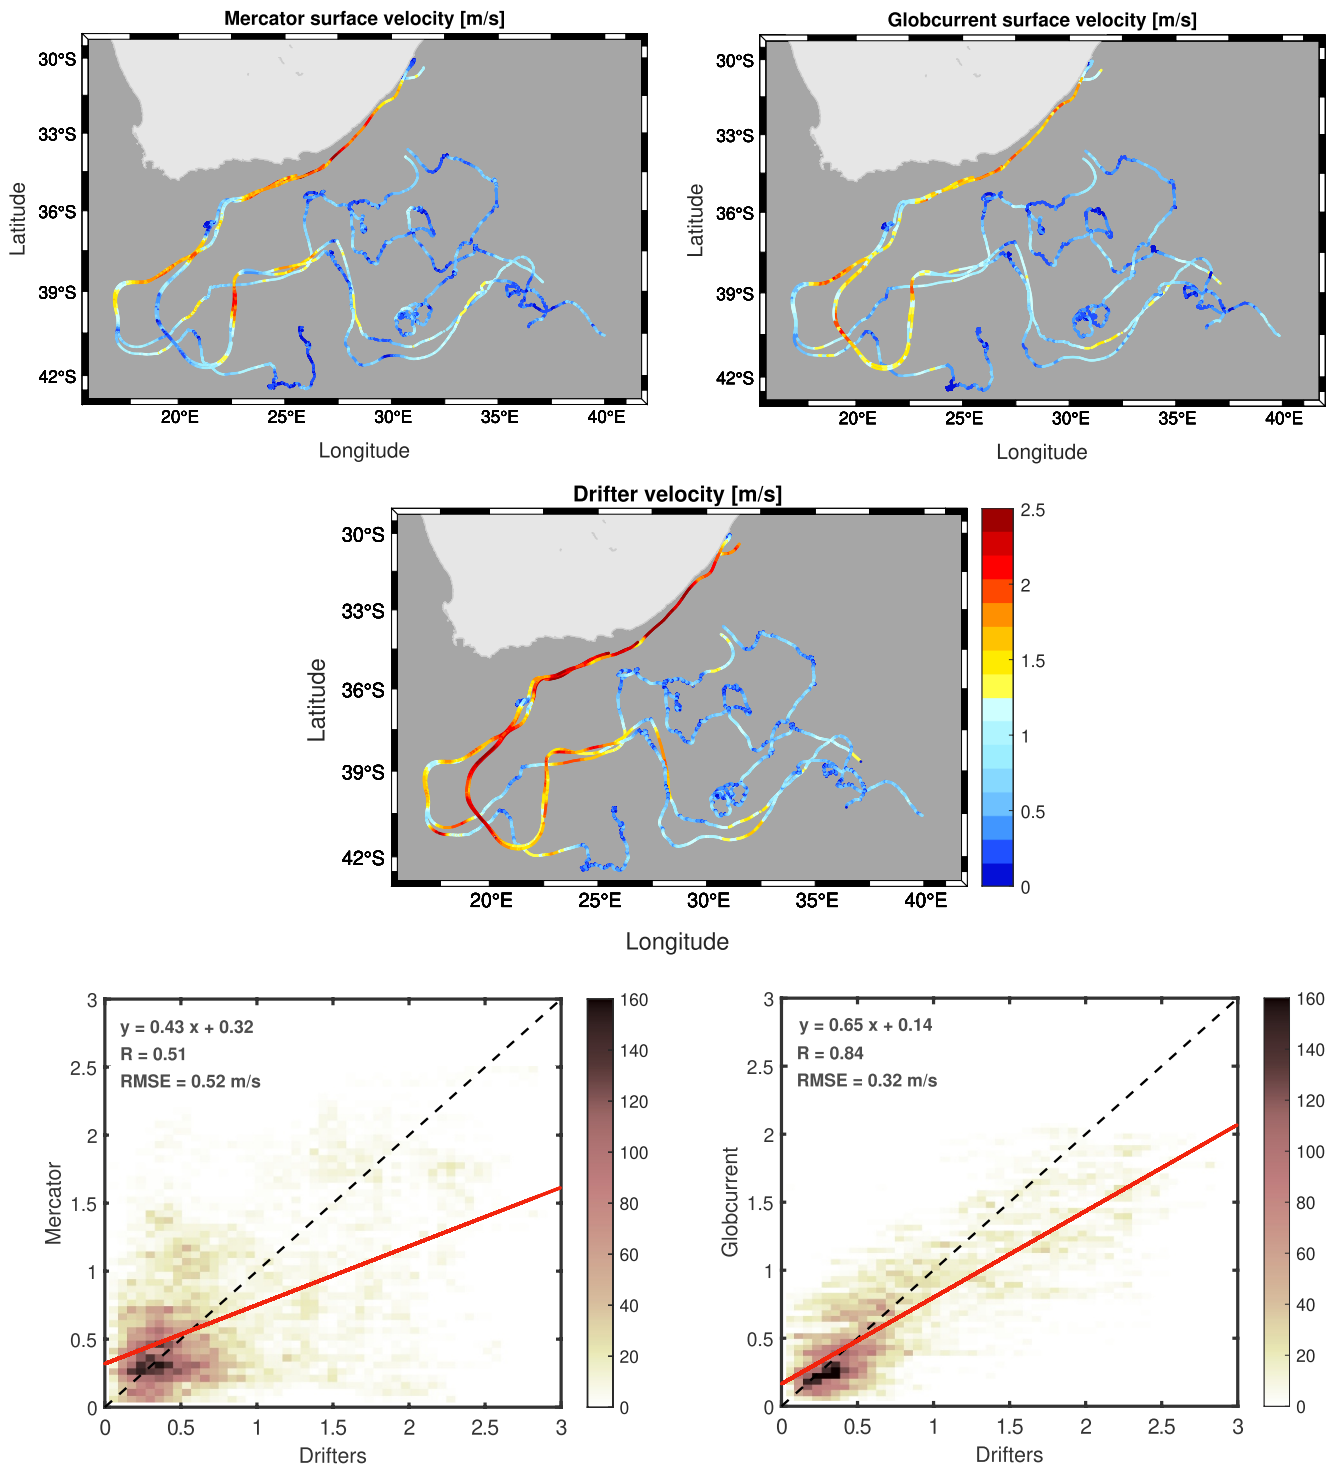 Mercator surface velocity [m/s]
30°S
33°S
36°S
39°S
42°S
Latitude
20°E 25°E 30°E 35°E 40°E
Longitude
Globcurrent surface velocity [m/s]
30°S
33°S
36°S
39°S
42°S
Latitude
20°E 25°E 30°E 35°E 40°E
Longitude
Drifter velocity [m/s]
30°S
33°S
36°S
39°S
42°S
Latitude
20°E 25°E 30°E 35°E 40°E
Longitude
2.5
2
1.5
1
0.5
0
y = 0.43 x + 0.32
R = 0.51
RMSE = 0.52 m/s
3
2.5
2
1.5
1
0.5
0
Mercator
0 0.5 1 1.5 2 2.5 3
Drifters
160
140
120
100
80
60
40
20
0
y = 0.65 x + 0.14
R = 0.84
RMSE = 0.32 m/s
3
2.5
2
1.5
1
0.5
0
Globcurrent
0 0.5 1 1.5 2 2.5 3
Drifters
160
140
120
100
80
60
40
20
0